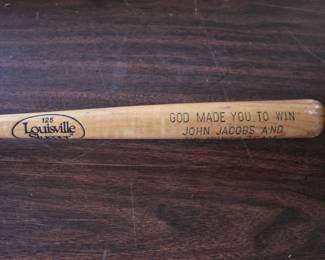 125
Louisville
GOD MADE YOU TO WIN
JOHN JACOBS AND